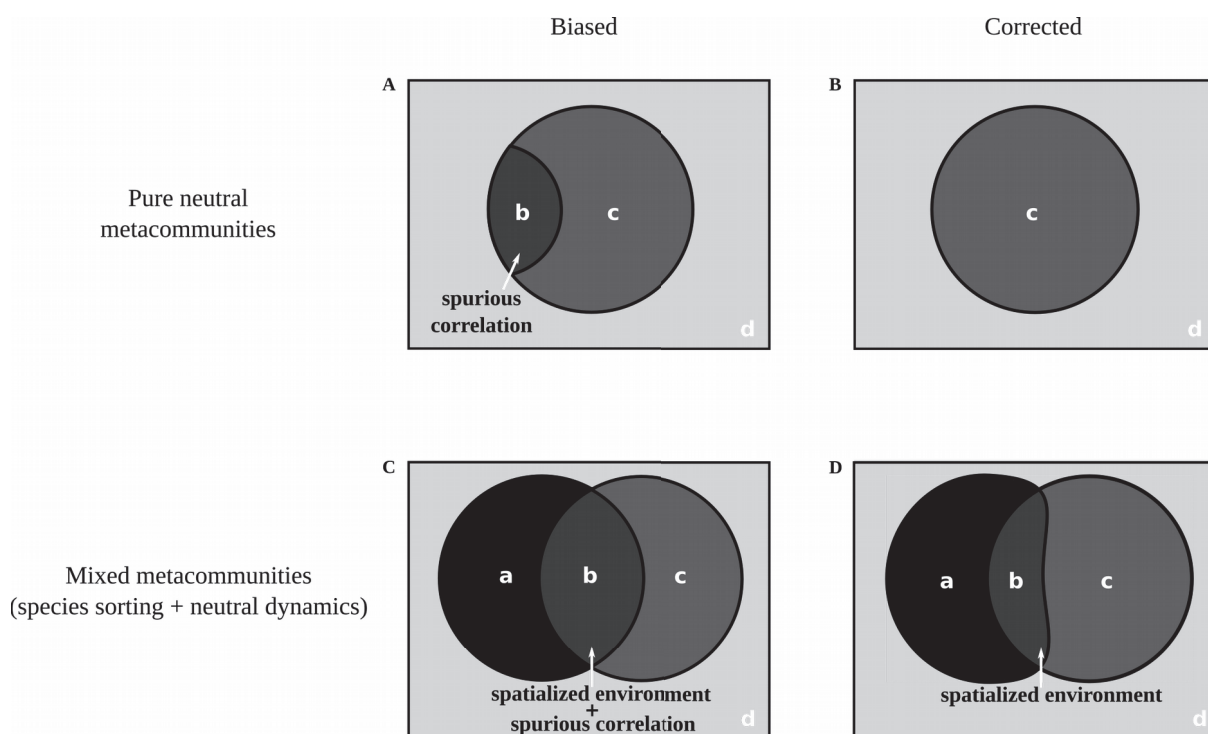 Biased
Corrected
A
B
Pure neutral
metacommunities
b
c
spurious
correlation
d
c
d
C
D
Mixed metacommunities
(species sorting + neutral dynamics)
a
b
c
spatialized environment
+
spurious correlation
d
a
b
c
spatialized environment
d